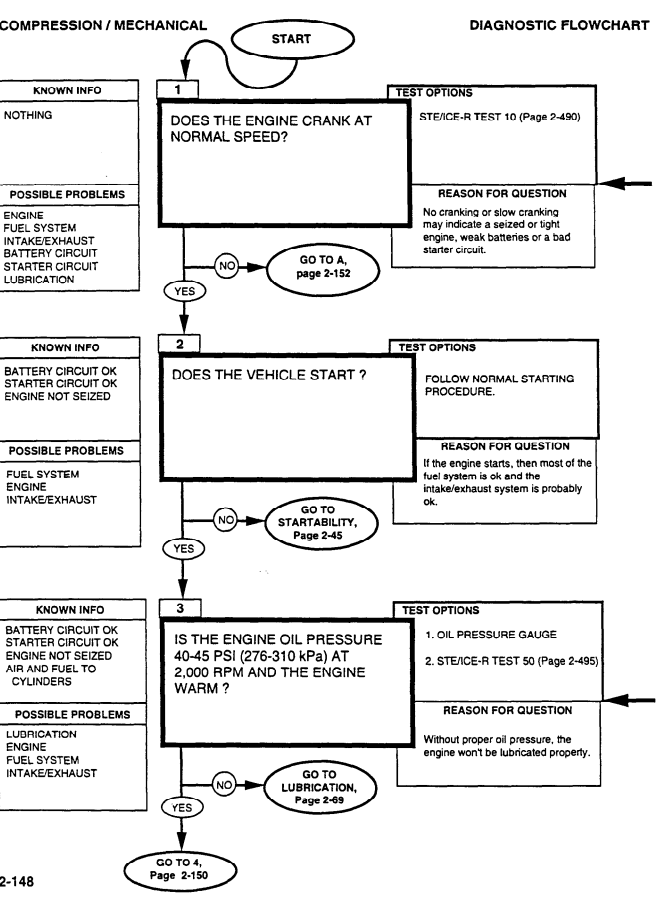 COMPRESSION / MECHANICAL
DIAGNOSTIC FLOWCHART
START
KNOWN INFO
NOTHING
POSSIBLE PROBLEMS
ENGINE
FUEL SYSTEM
INTAKE/EXHAUST
BATTERY CIRCUIT
STARTER CIRCUIT
LUBRICATION
1
DOES THE ENGINE CRANK AT
NORMAL SPEED?
TEST OPTIONS
STE/ICE-R TEST 10 (Page 2-490)
REASON FOR QUESTION
No cranking or slow cranking
may indicate a seized or tight
engine, weak batteries or a bad
starter circuit.
NO
GO TO A,
page 2-152
YES
KNOWN INFO
BATTERY CIRCUIT OK
STARTER CIRCUIT OK
ENGINE NOT SEIZED
POSSIBLE PROBLEMS
FUEL SYSTEM
ENGINE
INTAKE/EXHAUST
2
DOES THE VEHICLE START ?
TEST OPTIONS
FOLLOW NORMAL STARTING
PROCEDURE.
REASON FOR QUESTION
If the engine starts, then most of the
fuel system is ok and the
intake/exhaust system is probably
ok.
NO
GO TO
STARTABILITY,
Page 2-45
YES
KNOWN INFO
BATTERY CIRCUIT OK
STARTER CIRCUIT OK
ENGINE NOT SEIZED
AIR AND FUEL TO
CYLINDERS
POSSIBLE PROBLEMS
LUBRICATION
ENGINE
FUEL SYSTEM
INTAKE/EXHAUST
3
IS THE ENGINE OIL PRESSURE
40-45 PSI (276-310 kPa) AT
2,000 RPM AND THE ENGINE
WARM ?
TEST OPTIONS
1. OIL PRESSURE GAUGE
2. STE/ICE-R TEST 50 (Page 2-495)
REASON FOR QUESTION
Without proper oil pressure, the
engine won't be lubricated properly.
NO
GO TO
LUBRICATION,
Page 2-69
YES
GO TO 4,
Page 2-150
2-148